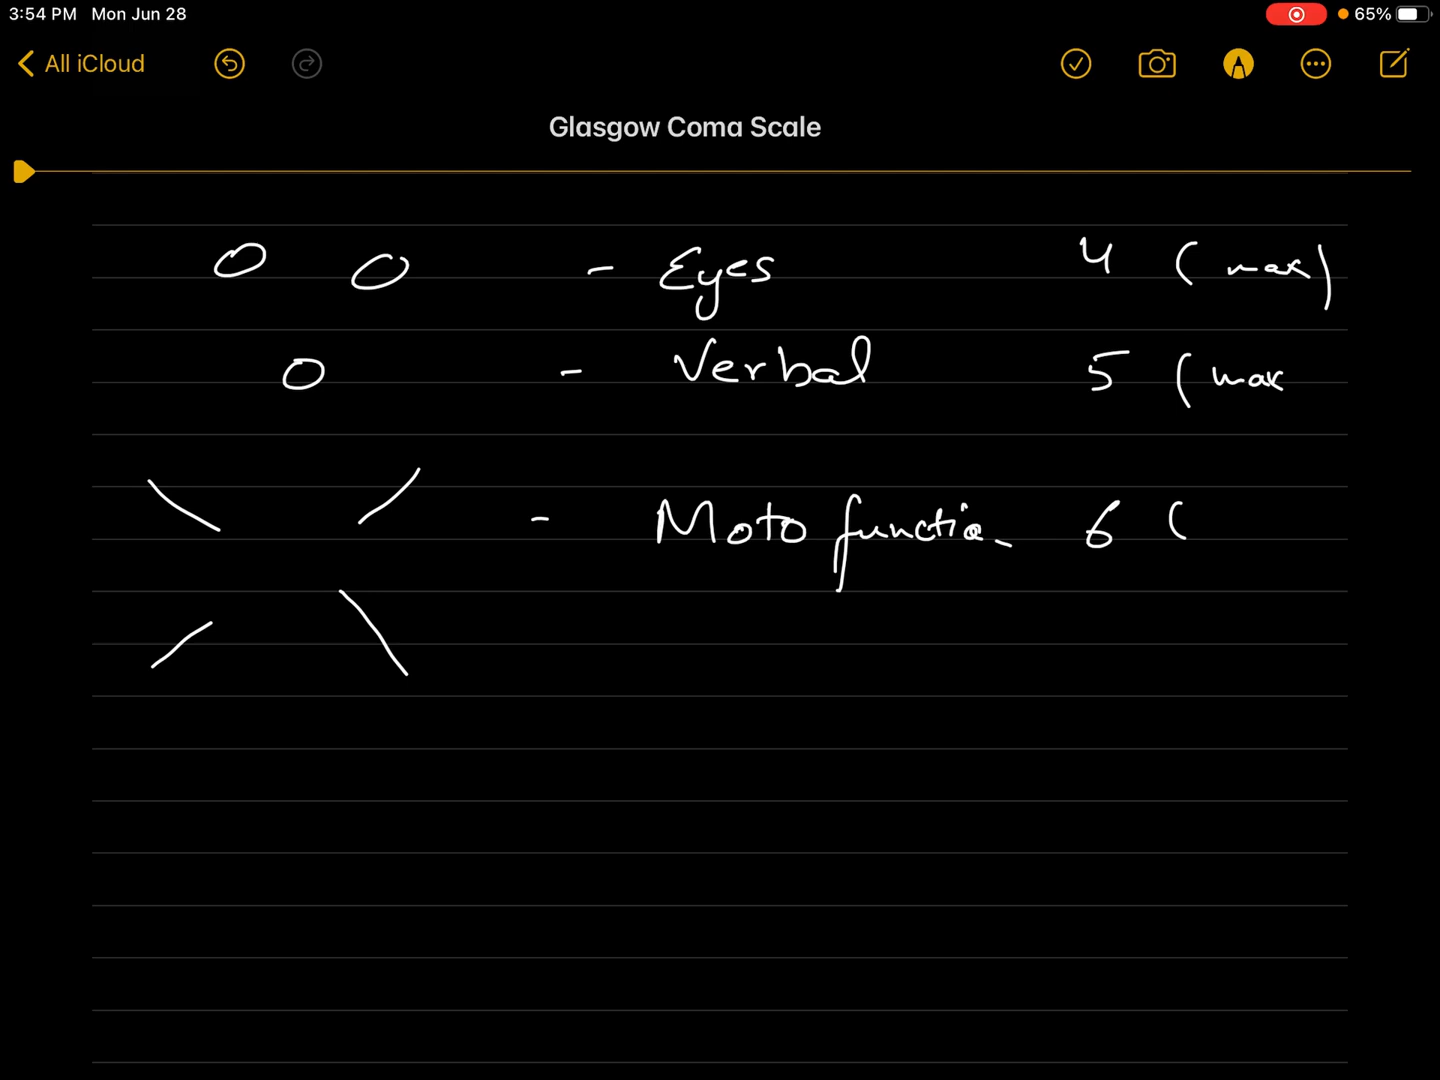 3:54 PM Mon Jun 28 65%
All iCloud
Glasgow Coma Scale
- Eyes 4 (max)
- Verbal 5 (max
- Moto functio_ 6 (